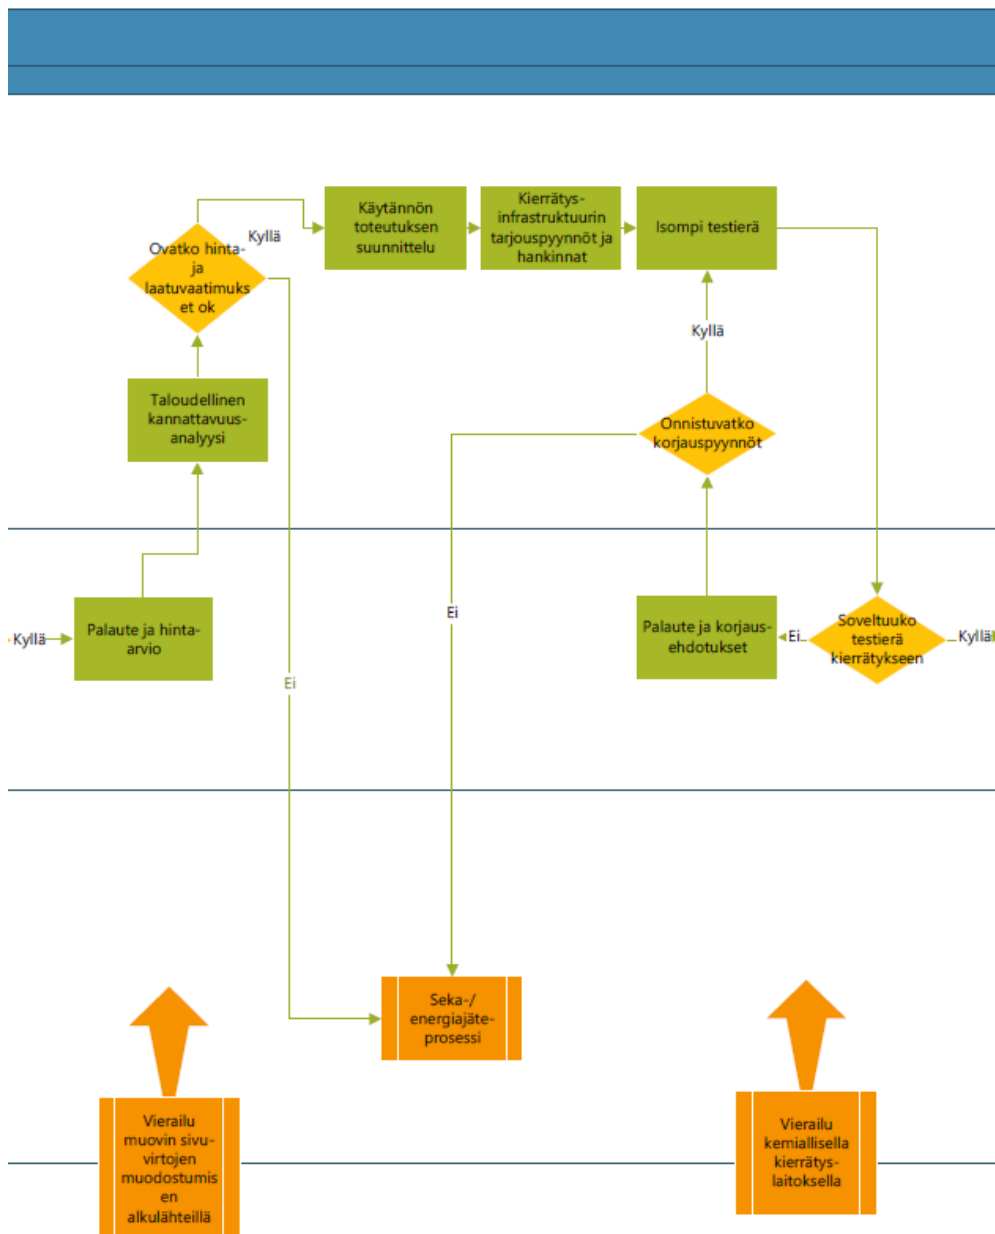 Käytännön
toteutuksen
suunnittelu
Kierrätys-
infrastruktuurin
tarjouspyynnöt ja
hankinnat
Isompi testierä
Kyllä
Ovatko hinta-
ja
laatuvaatimuks
et ok
Kyllä
Taloudellinen
kannattavuus-
analyysi
Onnistuvatko
korjauspyynnöt
Kyllä
Palaute ja hinta-
arvio
Ei
Ei
Palaute ja korjaus-
ehdotukset
Ei
Soveltuuko
testierä
kierrätykseen
Kyllä
Seka-/
energiajäte-
prosessi
Vierailu
muovin sivu-
virtojen
muodostumis
en
alkulähteillä
Vierailu
kemiallisella
kierrätys-
laitoksella